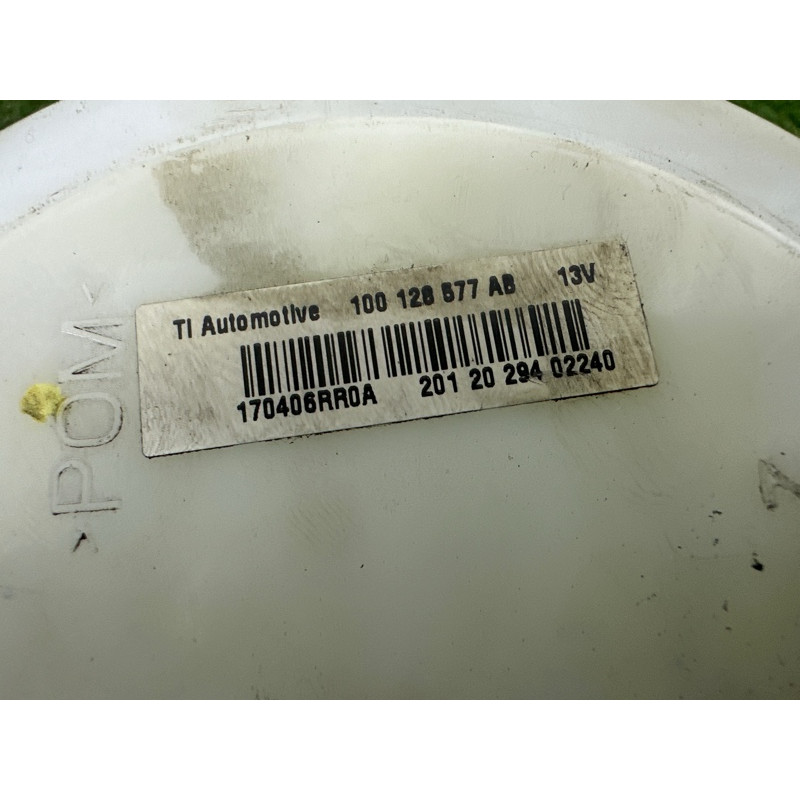 TI Automotive 100 128 577 AB 13V
170406RR0A 201 20 294 02240
>POM<